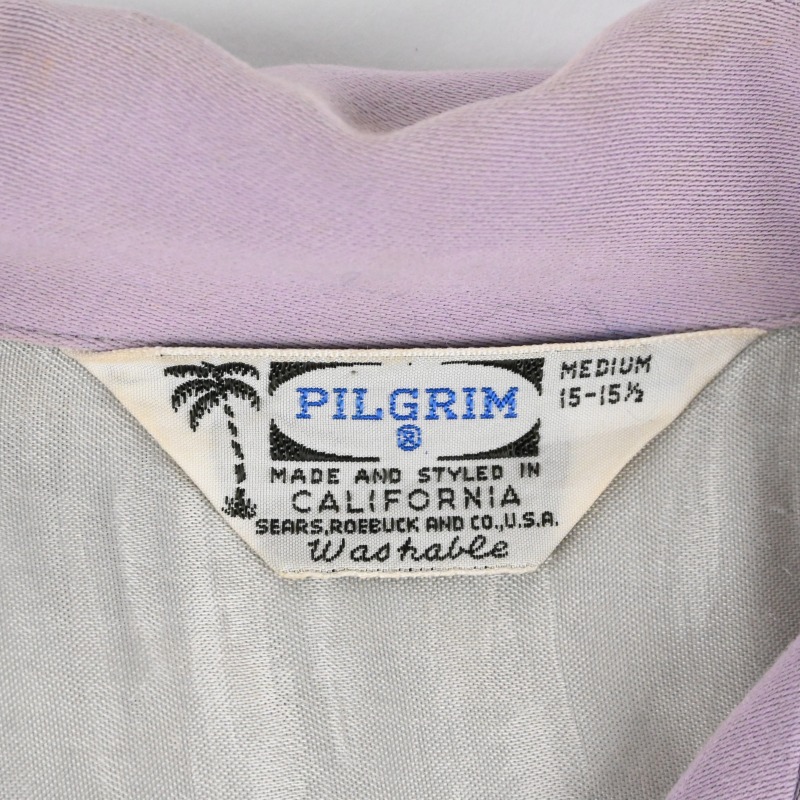 PILGRIM
®
MEDIUM
15-15½
MADE AND STYLED IN
CALIFORNIA
SEARS, ROEBUCK AND CO., U.S.A.
Washable